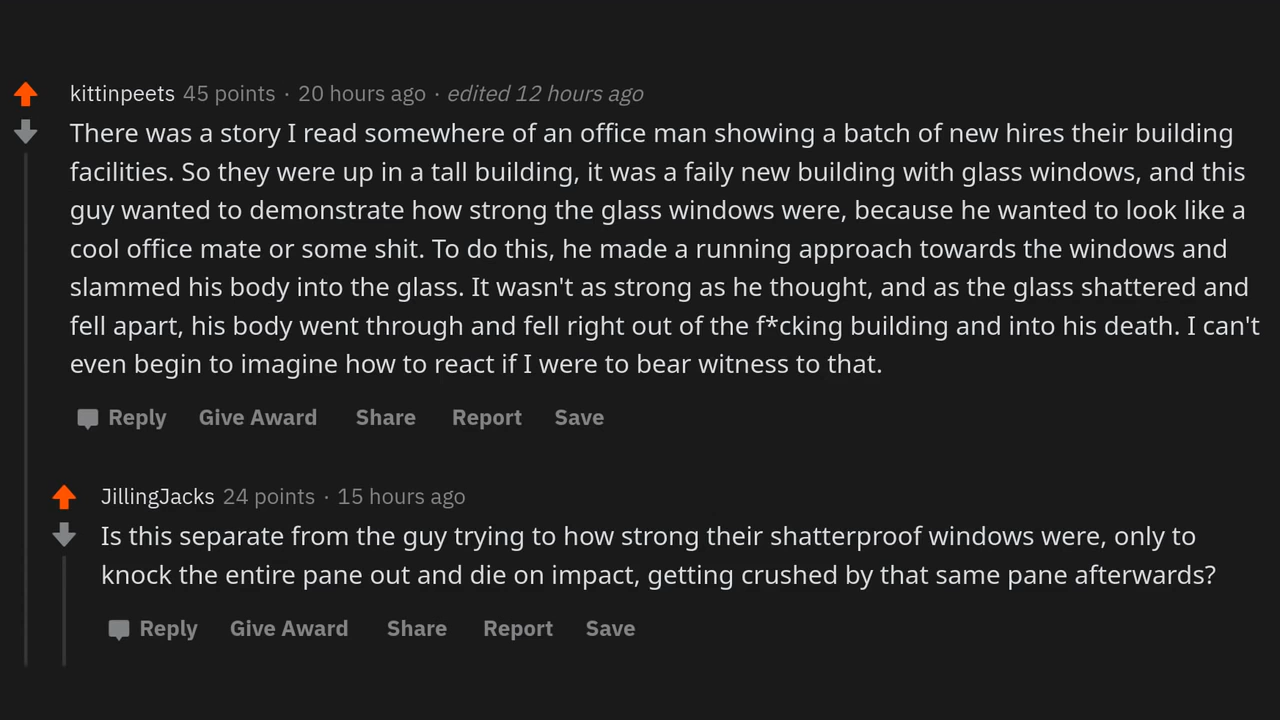 kittinpeets 45 points · 20 hours ago · edited 12 hours ago
There was a story I read somewhere of an office man showing a batch of new hires their building
facilities. So they were up in a tall building, it was a faily new building with glass windows, and this
guy wanted to demonstrate how strong the glass windows were, because he wanted to look like a
cool office mate or some shit. To do this, he made a running approach towards the windows and
slammed his body into the glass. It wasn't as strong as he thought, and as the glass shattered and
fell apart, his body went through and fell right out of the f*cking building and into his death. I can't
even begin to imagine how to react if I were to bear witness to that.
Reply Give Award Share Report Save
JillingJacks 24 points · 15 hours ago
Is this separate from the guy trying to how strong their shatterproof windows were, only to
knock the entire pane out and die on impact, getting crushed by that same pane afterwards?
Reply Give Award Share Report Save